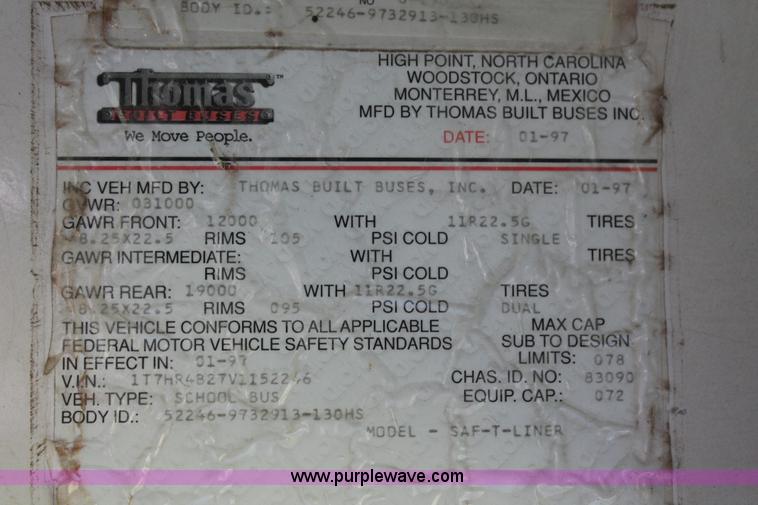 NO
BODY ID.: 52246-9732913-130HS
Thomas ™
BUILT BUSES
We Move People.
HIGH POINT, NORTH CAROLINA
WOODSTOCK, ONTARIO
MONTERREY, M.L., MEXICO
MFD BY THOMAS BUILT BUSES INC.
DATE: 01-97
INC VEH MFD BY: THOMAS BUILT BUSES, INC. DATE: 01-97
GVWR: 031000
GAWR FRONT: 12000 WITH 11R22.5G TIRES
8.25X22.5 RIMS 105 PSI COLD SINGLE
GAWR INTERMEDIATE: WITH TIRES
RIMS PSI COLD
GAWR REAR: 19000 WITH 11R22.5G TIRES
8.25X22.5 RIMS 095 PSI COLD DUAL
THIS VEHICLE CONFORMS TO ALL APPLICABLE
FEDERAL MOTOR VEHICLE SAFETY STANDARDS
IN EFFECT IN: 01-97
MAX CAP
SUB TO DESIGN
LIMITS: 078
V.I.N.: 1T7HR4B27V1152246 CHAS. ID. NO: 83090
VEH. TYPE: SCHOOL BUS EQUIP. CAP.: 072
BODY ID.: 52246-9732913-130HS
MODEL - SAF-T-LINER
www.purplewave.com